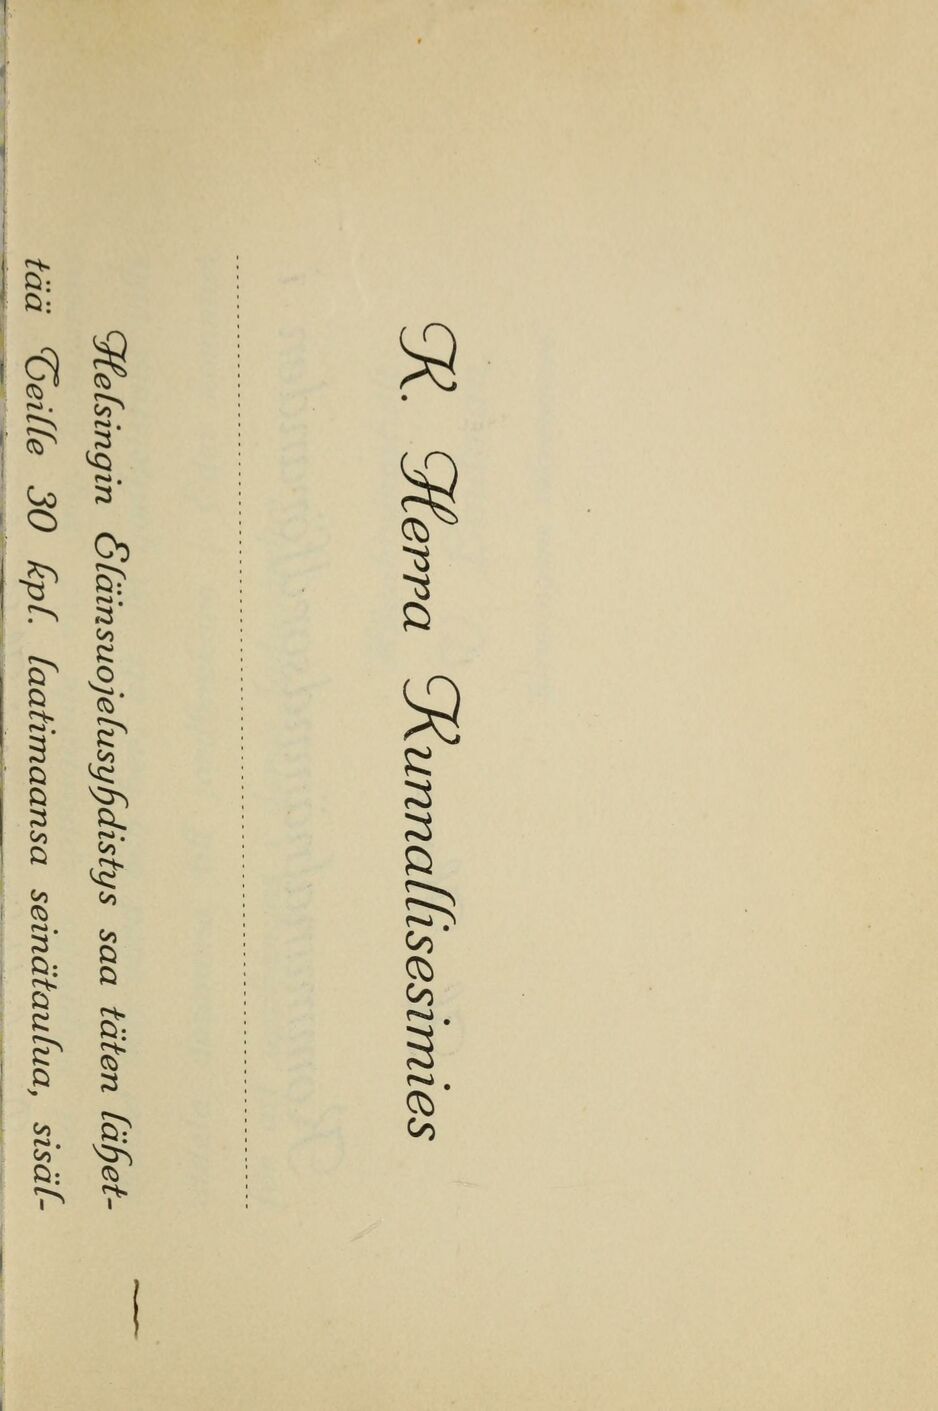 K. Herra Kunnallisesimies
Helsingin Eläinsuojelusyhdistys saa täten lähet-
tää Teille 30 kpl. laatimaansa seinätaulua, sisäl-